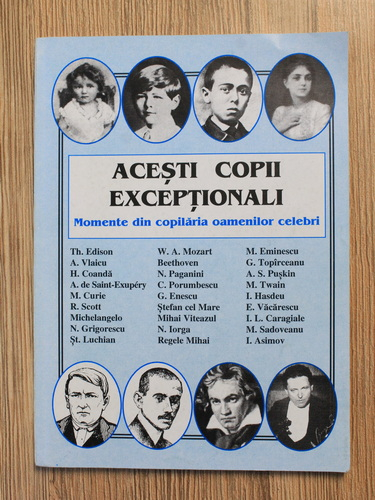 ACEȘTI COPII
EXCEPȚIONALI
Momente din copilăria oamenilor celebri
Th. Edison
A. Vlaicu
H. Coandă
A. de Saint-Exupéry
M. Curie
R. Scott
Michelangelo
N. Grigorescu
Șt. Luchian
W. A. Mozart
Beethoven
N. Paganini
C. Porumbescu
G. Enescu
Ștefan cel Mare
Mihai Viteazul
N. Iorga
Regele Mihai
M. Eminescu
G. Topîrceanu
A. S. Pușkin
M. Twain
I. Hasdeu
E. Văcărescu
I. L. Caragiale
M. Sadoveanu
I. Asimov